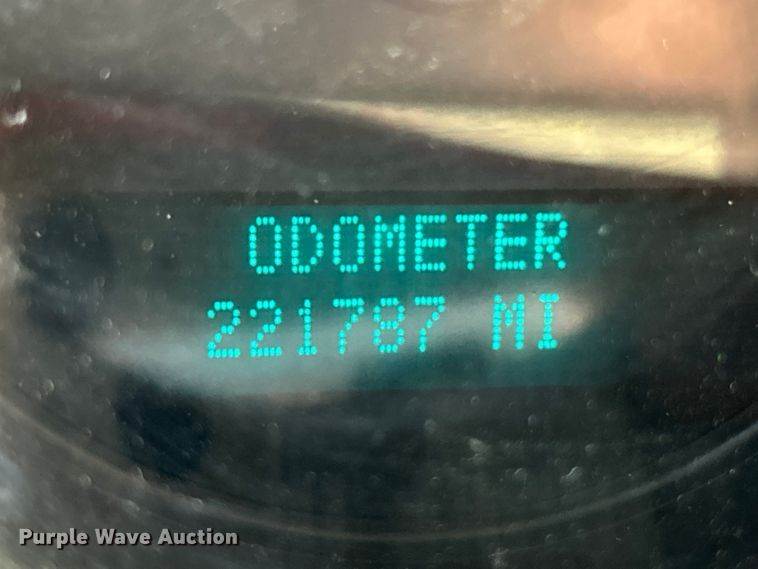 ODOMETER
221787 MI
Purple Wave Auction